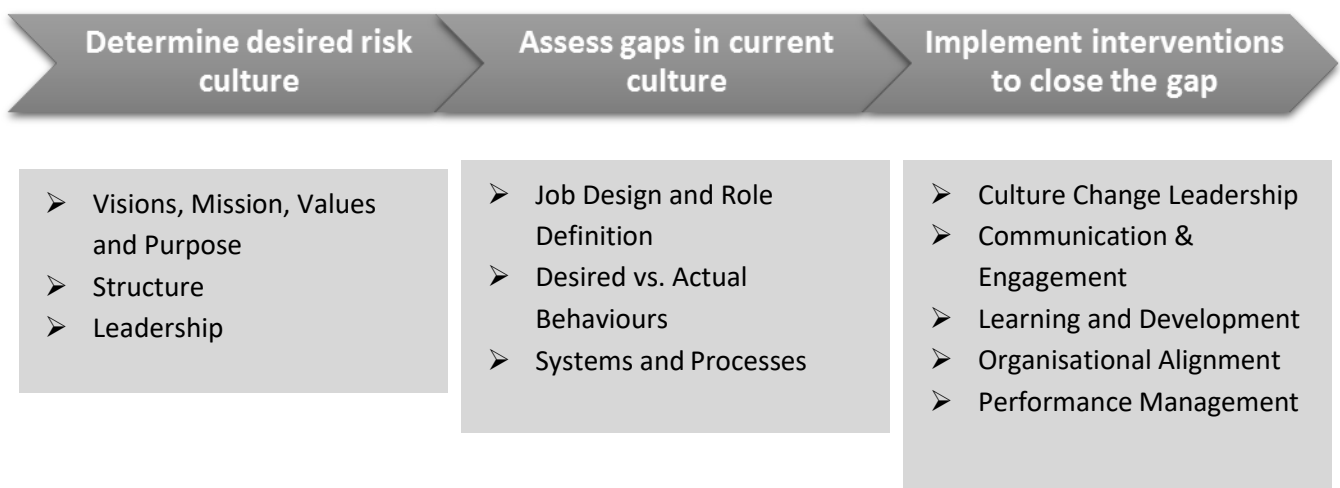 Determine desired risk
culture
Assess gaps in current
culture
Implement interventions
to close the gap
➢ Visions, Mission, Values
and Purpose
➢ Structure
➢ Leadership
➢ Job Design and Role
Definition
➢ Desired vs. Actual
Behaviours
➢ Systems and Processes
➢ Culture Change Leadership
➢ Communication &
Engagement
➢ Learning and Development
➢ Organisational Alignment
➢ Performance Management